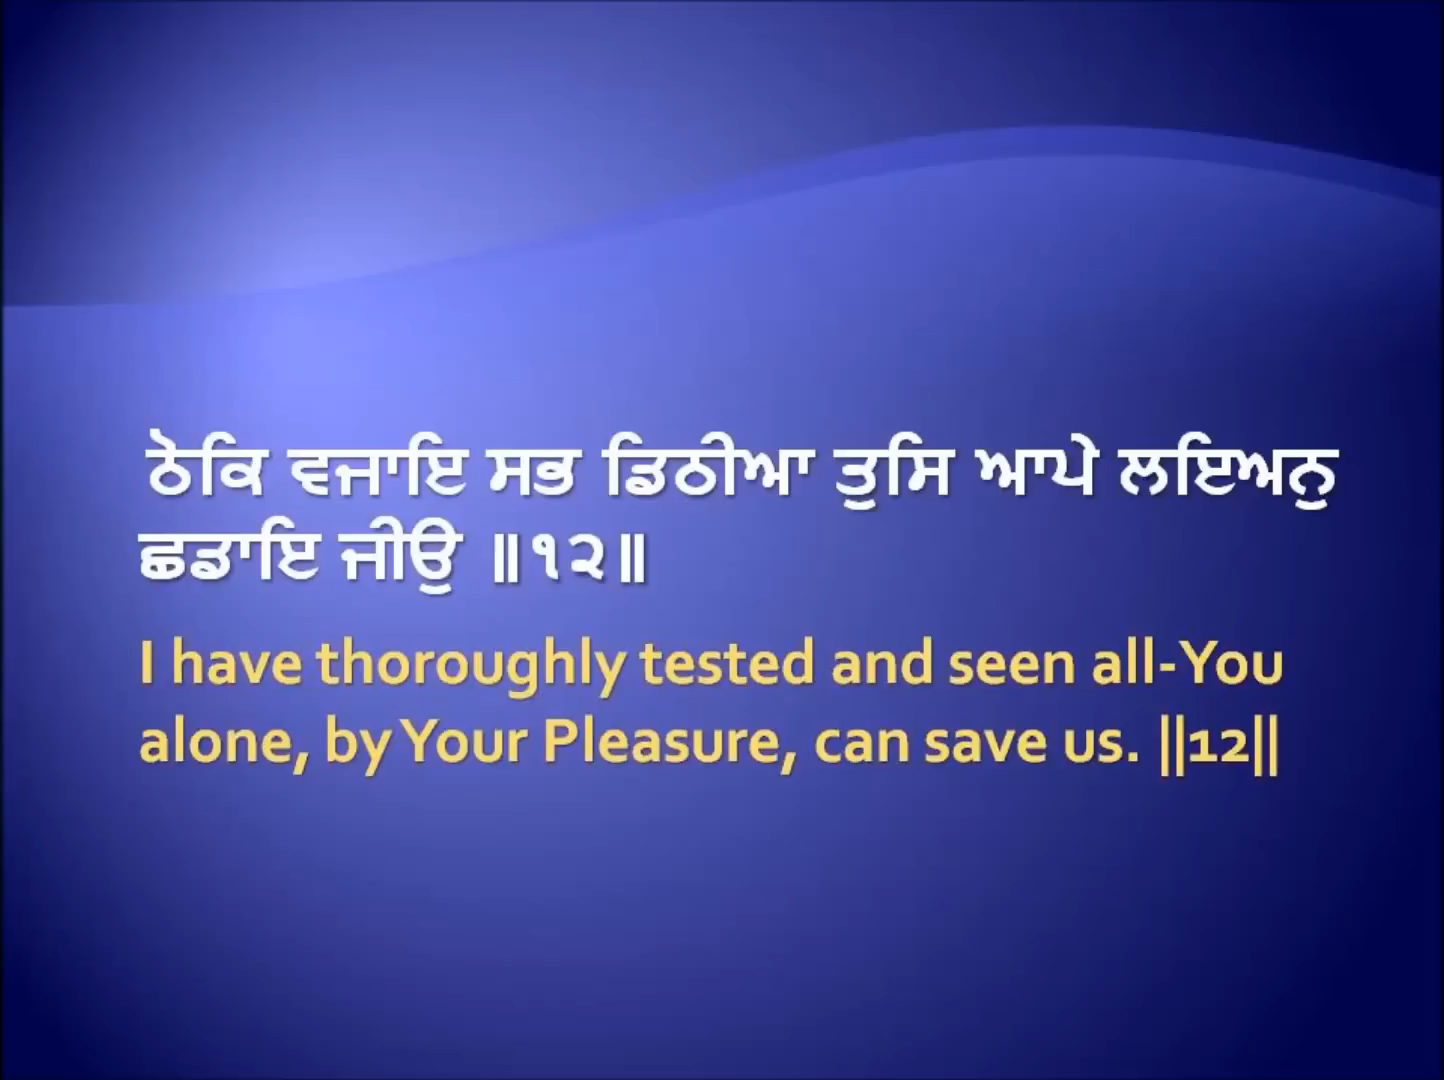 ਠੋਕਿ ਵਜਾਇ ਸਭ ਡਿਠੀਆ ਤੁਸਿ ਆਪੇ ਲਇਅਨੁ
ਛਡਾਇ ਜੀਉ ॥੧੨॥
I have thoroughly tested and seen all-You
alone, by Your Pleasure, can save us. ||12||